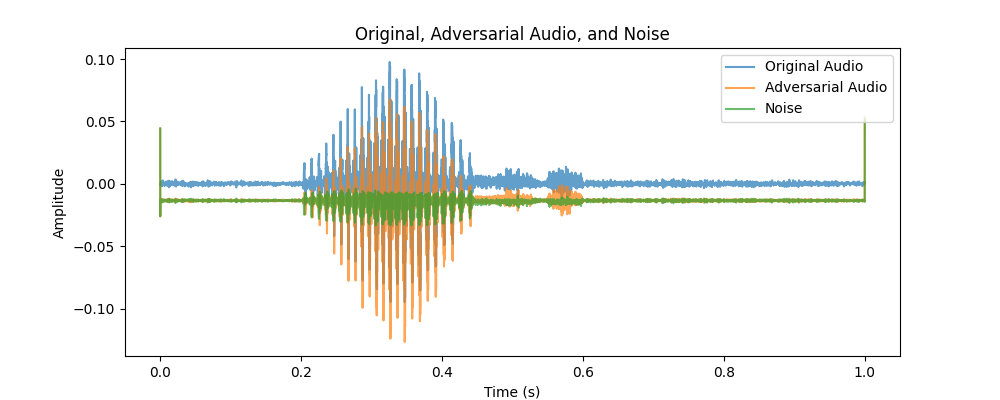 Original, Adversarial Audio, and Noise
Original Audio
Adversarial Audio
Noise
Amplitude
0.10
0.05
0.00
−0.05
−0.10
0.0
0.2
0.4
0.6
0.8
1.0
Time (s)